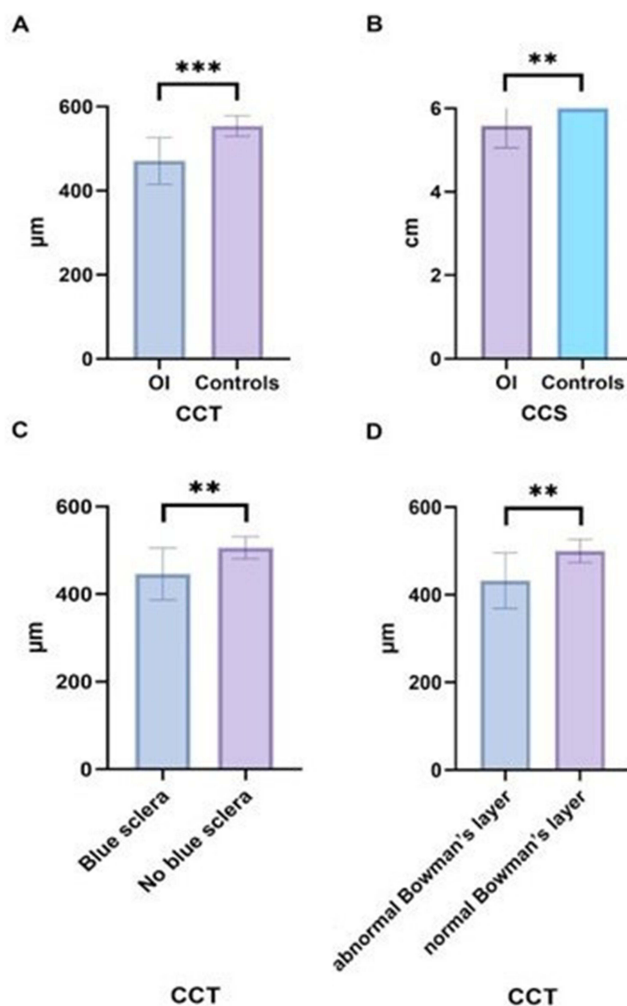 A
***
600
400
200
0
µm
OI Controls
CCT
B
**
6
4
2
0
cm
OI Controls
CCS
C
**
600
400
200
0
µm
Blue sclera
No blue sclera
CCT
D
**
600
400
200
0
µm
abnormal Bowman's layer
normal Bowman's layer
CCT